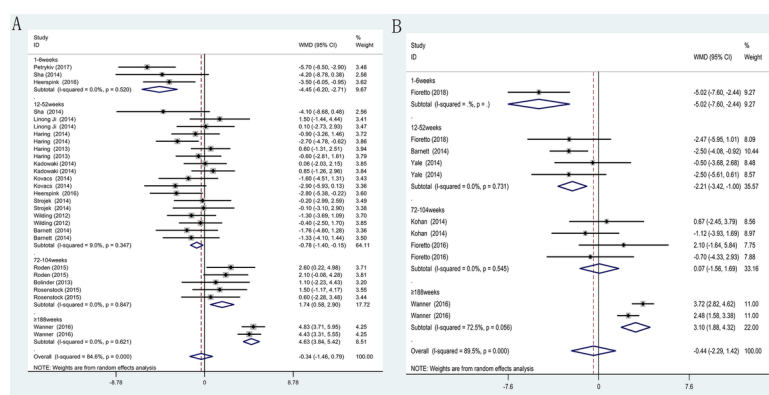 A
Study
ID
%
WMD (95% CI) Weight
1-6weeks
Petrykiv (2017) -5.70 (-8.50, -2.90) 3.48
Sha (2014) -4.20 (-8.78, 0.38) 2.56
Heerspink (2016) -3.50 (-6.05, -0.95) 3.62
Subtotal (I-squared = 0.0%, p = 0.520) -4.45 (-6.20, -2.71) 9.67
12-52weeks
Sha (2014) -4.10 (-8.66, 0.48) 2.56
Linong Ji (2014) 1.50 (-1.44, 4.44) 3.41
Linong Ji (2014) 0.10 (-2.73, 2.93) 3.47
Haring (2014) -0.90 (-3.26, 1.46) 3.72
Haring (2014) -2.70 (-4.78, -0.62) 3.86
Haring (2013) 0.60 (-1.31, 2.51) 3.94
Haring (2013) -0.60 (-2.81, 1.61) 3.79
Kadowaki (2014) 0.06 (-2.03, 2.15) 3.85
Kadowaki (2014) 0.85 (-1.26, 2.96) 3.84
Kovacs (2014) -1.60 (-4.51, 1.31) 3.43
Kovacs (2014) -2.90 (-5.93, 0.13) 3.36
Heerspink (2016) -2.80 (-5.38, -0.22) 3.60
Strojek (2014) -0.20 (-2.99, 2.59) 3.49
Strojek (2014) -0.10 (-3.10, 2.90) 3.38
Wilding (2012) -1.30 (-3.69, 1.09) 3.70
Wilding (2012) -0.40 (-2.50, 1.70) 3.85
Barnett (2014) -1.76 (-4.80, 1.28) 3.36
Barnett (2014) -1.33 (-4.10, 1.44) 3.50
Subtotal (I-squared = 9.0%, p = 0.347) -0.78 (-1.40, -0.15) 64.11
72-104weeks
Roden (2015) 2.60 (0.22, 4.98) 3.71
Roden (2015) 2.10 (-0.08, 4.28) 3.81
Bolinder (2013) 1.10 (-2.23, 4.43) 3.20
Rosenstock (2015) 1.50 (-1.17, 4.17) 3.55
Rosenstock (2015) 0.60 (-2.28, 3.48) 3.44
Subtotal (I-squared = 0.0%, p = 0.847) 1.74 (0.58, 2.90) 17.72
≥188weeks
Wanner (2016) 4.83 (3.71, 5.95) 4.25
Wanner (2016) 4.43 (3.31, 5.55) 4.25
Subtotal (I-squared = 0.0%, p = 0.621) 4.63 (3.84, 5.42) 8.51
Overall (I-squared = 84.6%, p = 0.000) -0.34 (-1.46, 0.79) 100.00
NOTE: Weights are from random effects analysis
-8.78 0 8.78
B
Study
ID
%
WMD (95% CI) Weight
1-6weeks
Fioretto (2018) -5.02 (-7.60, -2.44) 9.27
Subtotal (I-squared = .%, p = .) -5.02 (-7.60, -2.44) 9.27
12-52weeks
Fioretto (2018) -2.47 (-5.95, 1.01) 8.09
Barnett (2014) -2.50 (-4.08, -0.92) 10.44
Yale (2014) -0.50 (-3.68, 2.68) 8.48
Yale (2014) -2.50 (-5.61, 0.61) 8.57
Subtotal (I-squared = 0.0%, p = 0.731) -2.21 (-3.42, -1.00) 35.57
72-104weeks
Kohan (2014) 0.67 (-2.45, 3.79) 8.56
Kohan (2014) -1.12 (-3.93, 1.69) 8.97
Fioretto (2016) 2.10 (-1.64, 5.84) 7.75
Fioretto (2016) -0.70 (-4.33, 2.93) 7.88
Subtotal (I-squared = 0.0%, p = 0.545) 0.07 (-1.56, 1.69) 33.16
≥188weeks
Wanner (2016) 3.72 (2.82, 4.62) 11.00
Wanner (2016) 2.48 (1.58, 3.38) 11.00
Subtotal (I-squared = 72.5%, p = 0.056) 3.10 (1.88, 4.32) 22.00
Overall (I-squared = 89.5%, p = 0.000) -0.44 (-2.29, 1.42) 100.00
NOTE: Weights are from random effects analysis
-7.6 0 7.6